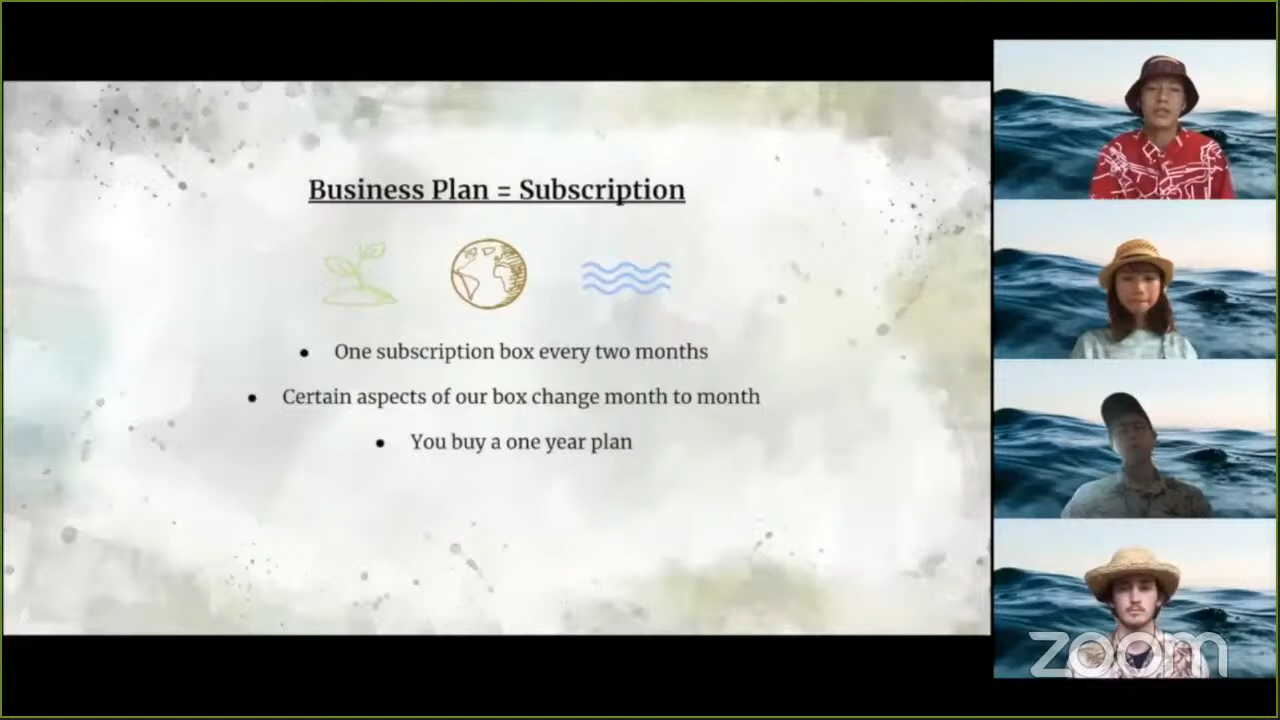 Business Plan = Subscription
● One subscription box every two months
● Certain aspects of our box change month to month
● You buy a one year plan
zoom